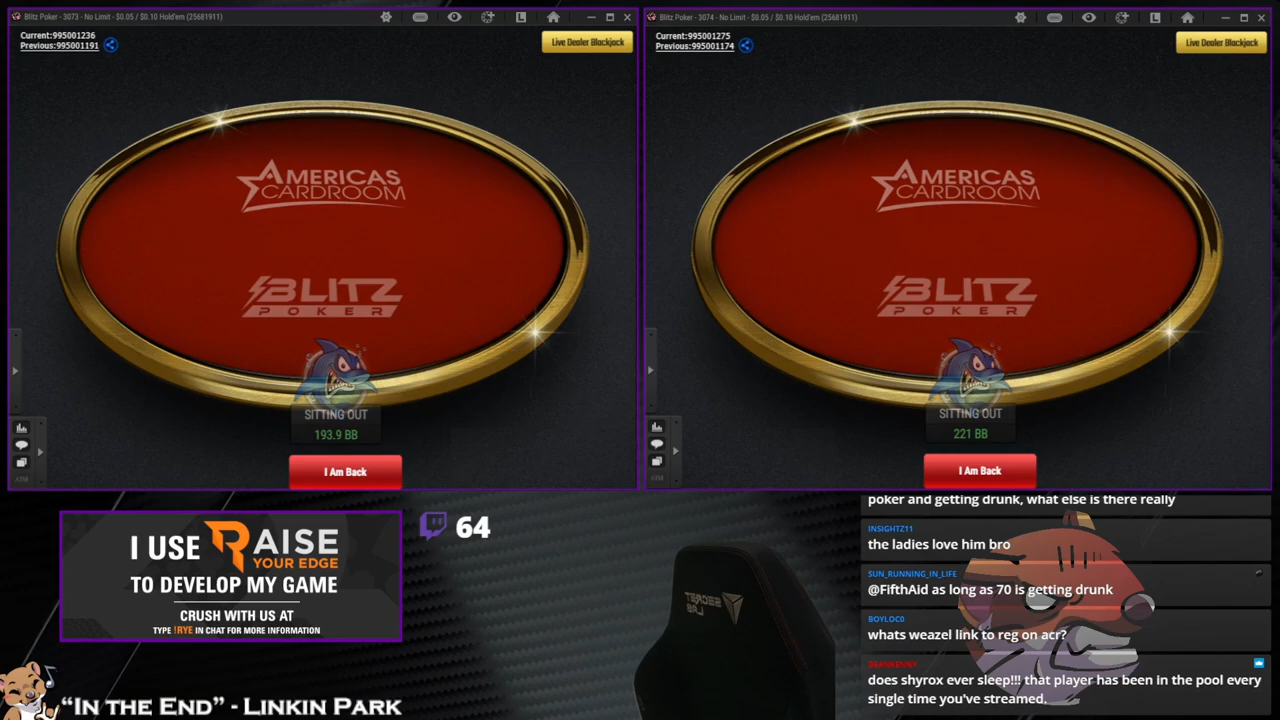 Blitz Poker - 3073 - No Limit - $0.05 / $0.10 Hold'em (25681911)
L
Current:995001236
Previous:995001191
Live Dealer Blackjack
AMERICAS
CARDROOM
BLITZ
POKER
SITTING OUT
193.9 BB
I Am Back
Blitz Poker - 3074 - No Limit - $0.05 / $0.10 Hold'em (25681911)
L
Current:995001275
Previous:995001174
Live Dealer Blackjack
AMERICAS
CARDROOM
BLITZ
POKER
SITTING OUT
221 BB
I Am Back
I USE RAISE
YOUR EDGE
TO DEVELOP MY GAME
CRUSH WITH US AT
TYPE !RYE IN CHAT FOR MORE INFORMATION
64
SECRET
LAB
“In the End” - Linkin Park
poker and getting drunk, what else is there really
INSIGHTZ11
the ladies love him bro
SUN_RUNNING_IN_LIFE
@FifthAid as long as 70 is getting drunk
BOYLOC0
whats weazel link to reg on acr?
DEANKENNY
does shyrox ever sleep!!! that player has been in the pool every
single time you've streamed.